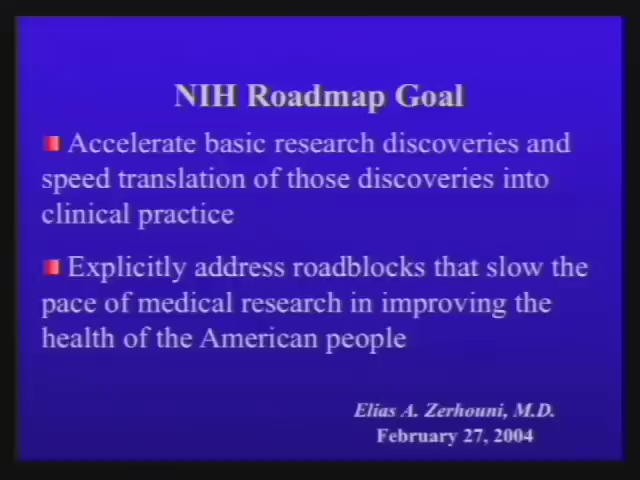 NIH Roadmap Goal
Accelerate basic research discoveries and
speed translation of those discoveries into
clinical practice
Explicitly address roadblocks that slow the
pace of medical research in improving the
health of the American people
Elias A. Zerhouni, M.D.
February 27, 2004